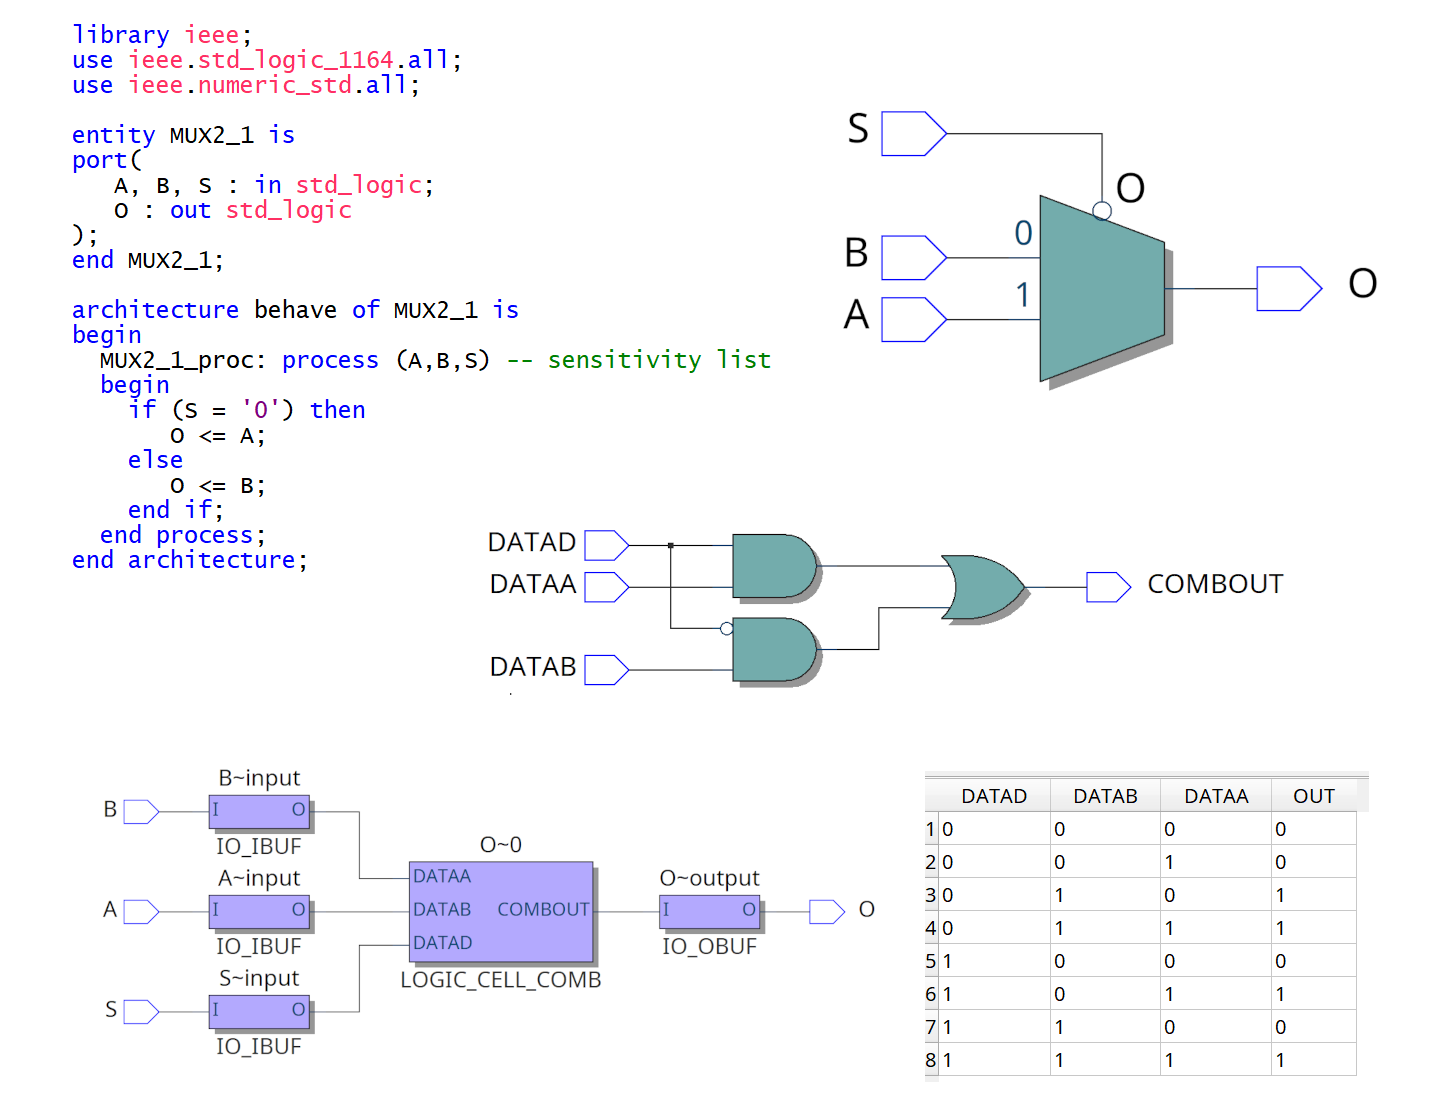 library ieee;
use ieee.std_logic_1164.all;
use ieee.numeric_std.all;
entity MUX2_1 is
port(
A, B, S : in std_logic;
O : out std_logic
);
end MUX2_1;
architecture behave of MUX2_1 is
begin
MUX2_1_proc: process (A,B,S) -- sensitivity list
begin
if (S = '0') then
O <= A;
else
O <= B;
end if;
end process;
end architecture;
S
O
0
B
1
A
O
DATAD
DATAA
COMBOUT
DATAB
B~input
B
I O
IO_IBUF
A~input
A
I O
IO_IBUF
S~input
S
I O
IO_IBUF
O~0
DATAA
DATAB COMBOUT
DATAD
LOGIC_CELL_COMB
O~output
I O
O
IO_OBUF
DATAD DATAB DATAA OUT
1 0 0 0 0
2 0 0 1 0
3 0 1 0 1
4 0 1 1 1
5 1 0 0 0
6 1 0 1 1
7 1 1 0 0
8 1 1 1 1